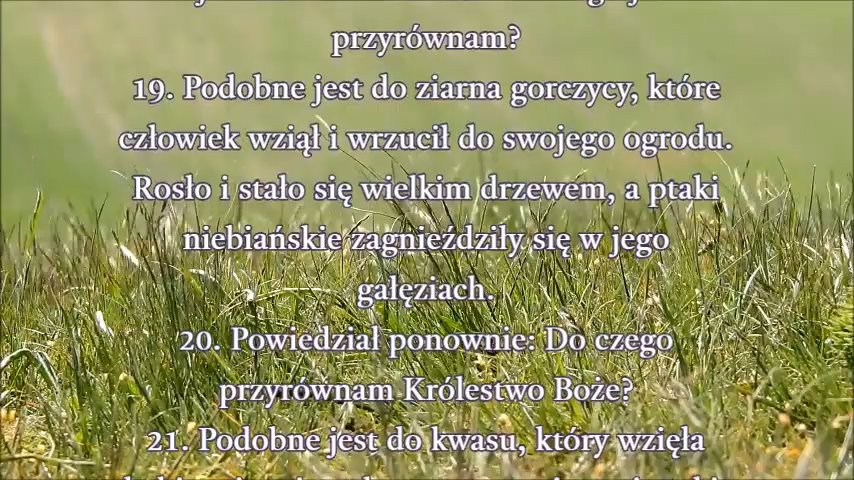 przyrównam?
19. Podobne jest do ziarna gorczycy, które
człowiek wziął i wrzucił do swojego ogrodu.
Rosło i stało się wielkim drzewem, a ptaki
niebiańskie zagnieździły się w jego
gałęziach.
20. Powiedział ponownie: Do czego
przyrównam Królestwo Boże?
21. Podobne jest do kwasu, który wzięła